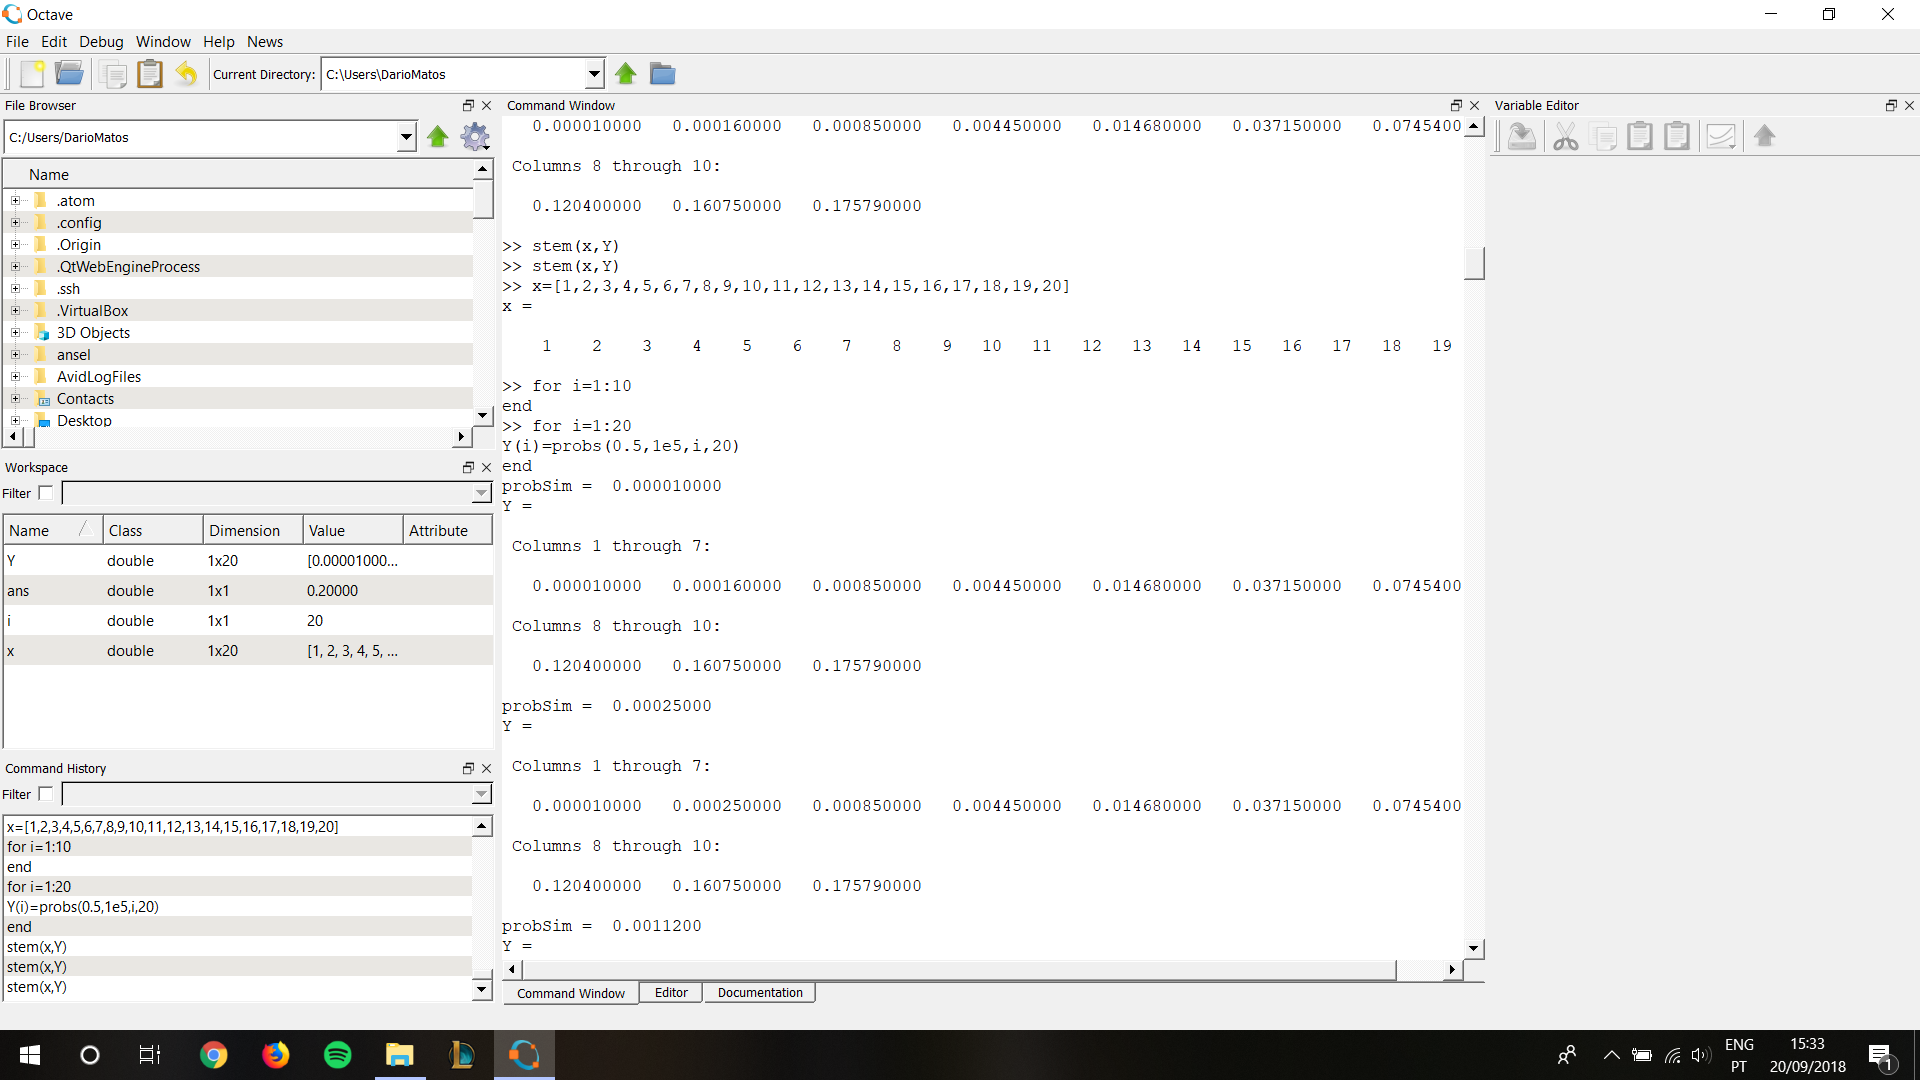 Octave
File Edit Debug Window Help News
Current Directory: C:\Users\DarioMatos
File Browser
C:/Users/DarioMatos
Name
.atom
.config
.Origin
.QtWebEngineProcess
.ssh
.VirtualBox
3D Objects
ansel
AvidLogFiles
Contacts
Desktop
Workspace
Filter
Name Class Dimension Value Attribute
Y double 1x20 [0.00001000...
ans double 1x1 0.20000
i double 1x1 20
x double 1x20 [1, 2, 3, 4, 5, ...
Command History
Filter
x=[1,2,3,4,5,6,7,8,9,10,11,12,13,14,15,16,17,18,19,20]
for i=1:10
end
for i=1:20
Y(i)=probs(0.5,1e5,i,20)
end
stem(x,Y)
stem(x,Y)
stem(x,Y)
Command Window
0.000010000 0.000160000 0.000850000 0.004450000 0.014680000 0.037150000 0.0745400
Columns 8 through 10:
0.120400000 0.160750000 0.175790000
>> stem(x,Y)
>> stem(x,Y)
>> x=[1,2,3,4,5,6,7,8,9,10,11,12,13,14,15,16,17,18,19,20]
x =
1 2 3 4 5 6 7 8 9 10 11 12 13 14 15 16 17 18 19
>> for i=1:10
end
>> for i=1:20
Y(i)=probs(0.5,1e5,i,20)
end
probSim = 0.000010000
Y =
Columns 1 through 7:
0.000010000 0.000160000 0.000850000 0.004450000 0.014680000 0.037150000 0.0745400
Columns 8 through 10:
0.120400000 0.160750000 0.175790000
probSim = 0.00025000
Y =
Columns 1 through 7:
0.000010000 0.000250000 0.000850000 0.004450000 0.014680000 0.037150000 0.0745400
Columns 8 through 10:
0.120400000 0.160750000 0.175790000
probSim = 0.0011200
Y =
Command Window Editor Documentation
Variable Editor
ENG
PT
15:33
20/09/2018
1